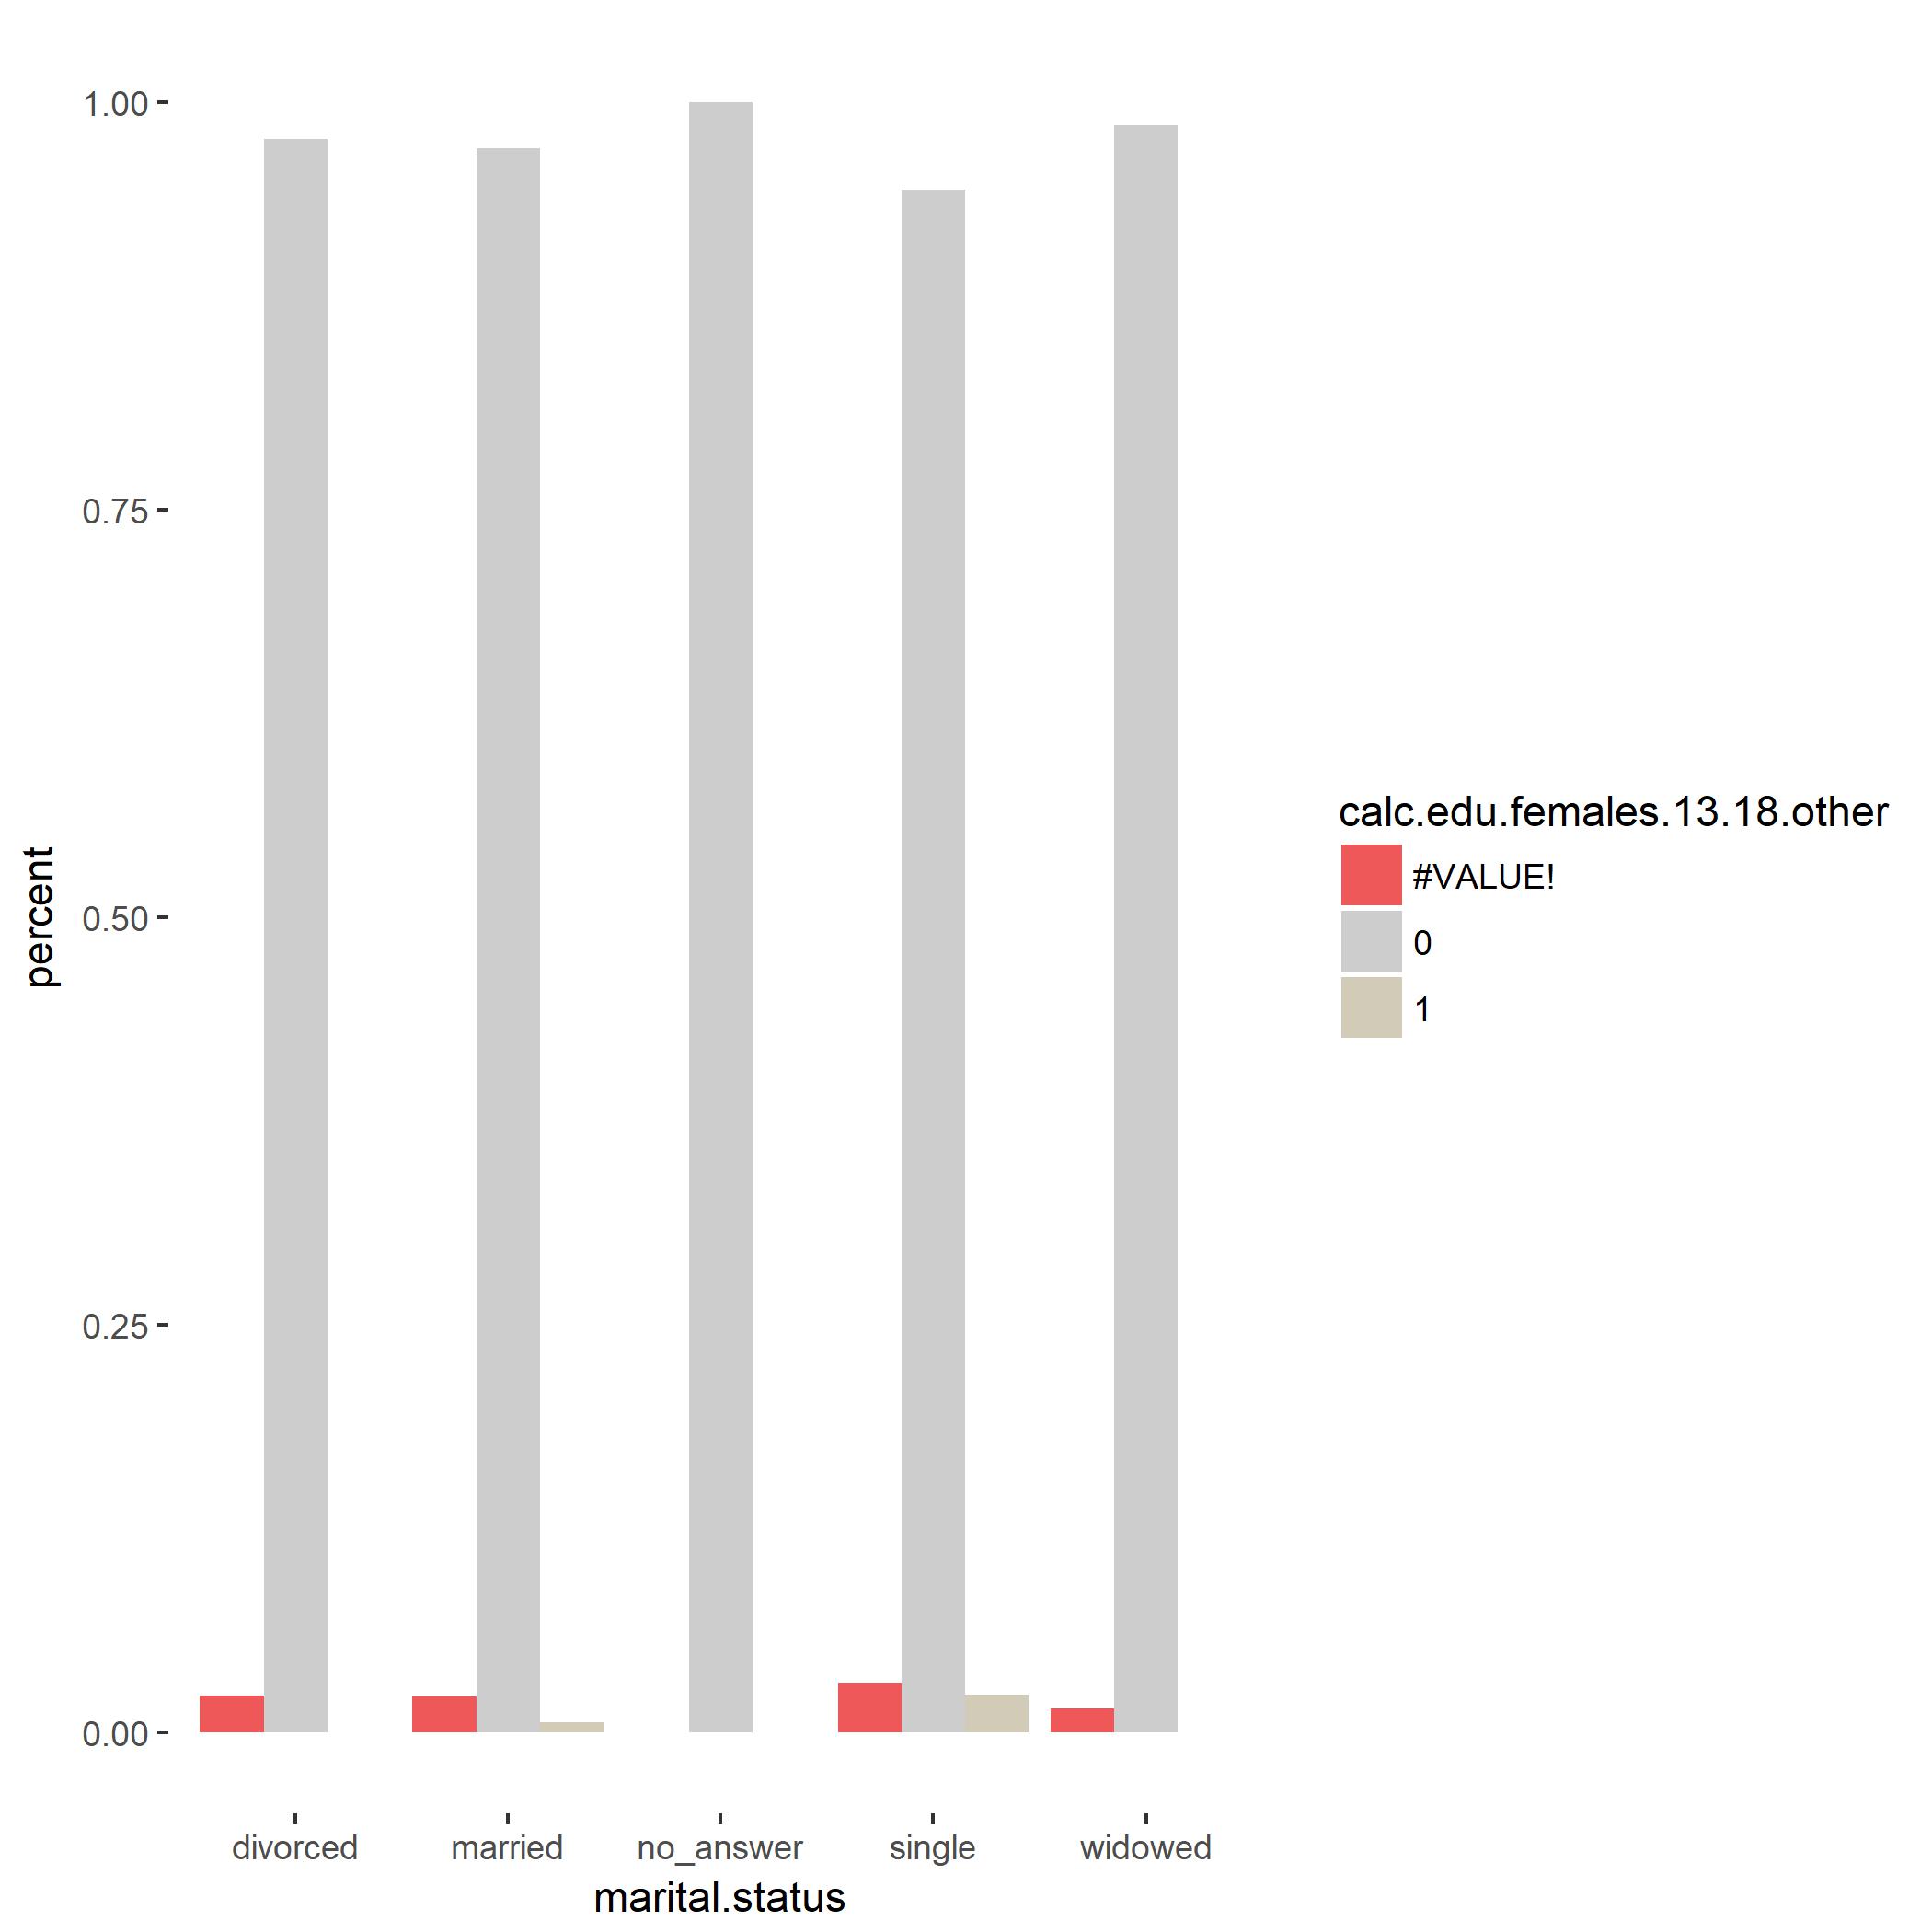 1.00
0.75
0.50
0.25
0.00
percent
divorced married no_answer single widowed
marital.status
calc.edu.females.13.18.other
#VALUE!
0
1